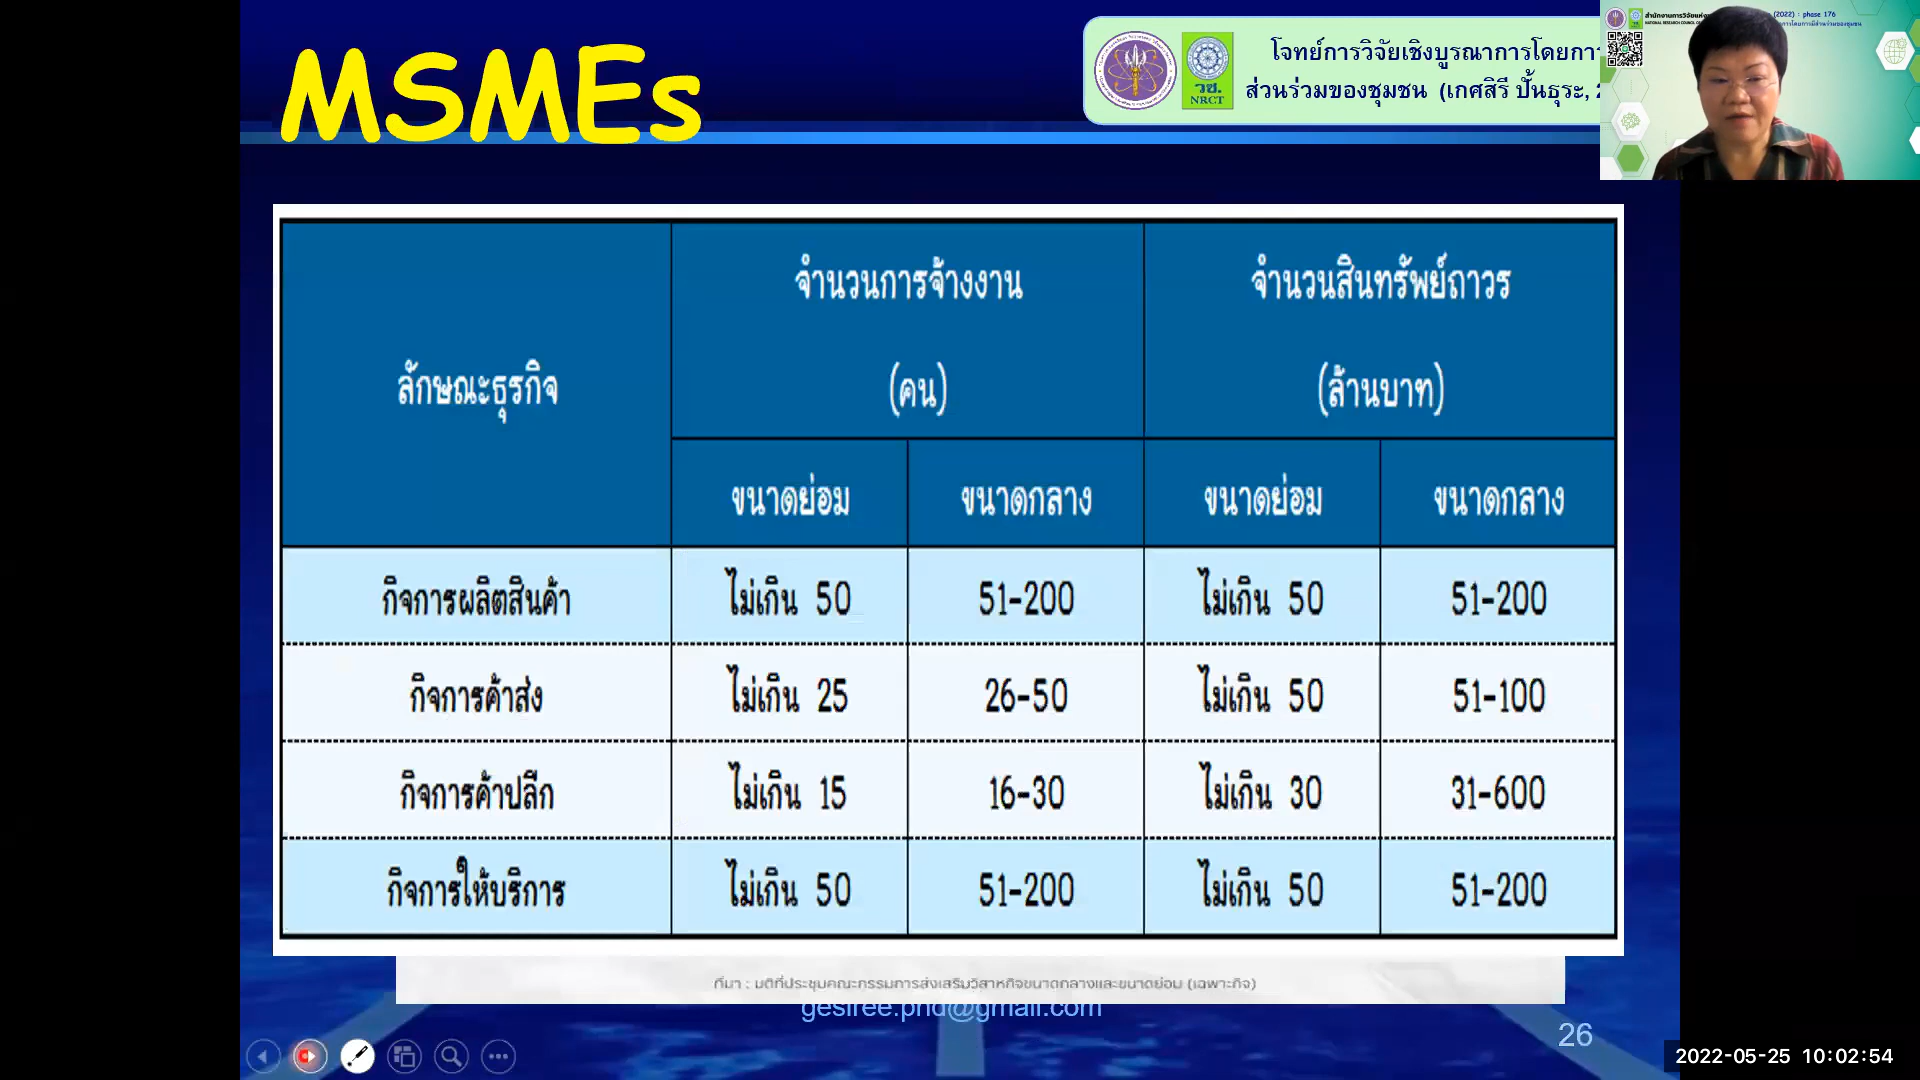 MSMEs
วช.
NRCT
โจทย์การวิจัยเชิงบูรณาการโดยการ
ส่วนร่วมของชุมชน (เกศสิรี ปั้นธุระ,
(2022) : phase 176
ลักษณะธุรกิจ
จำนวนการจ้างงาน
(คน)
จำนวนสินทรัพย์ถาวร
(ล้านบาท)
ขนาดย่อม ขนาดกลาง ขนาดย่อม ขนาดกลาง
กิจการผลิตสินค้า ไม่เกิน 50 51-200 ไม่เกิน 50 51-200
กิจการค้าส่ง ไม่เกิน 25 26-50 ไม่เกิน 50 51-100
กิจการค้าปลีก ไม่เกิน 15 16-30 ไม่เกิน 30 31-600
กิจการให้บริการ ไม่เกิน 50 51-200 ไม่เกิน 50 51-200
ที่มา : มติที่ประชุมคณะกรรมการส่งเสริมวิสาหกิจขนาดกลางและขนาดย่อม (เฉพาะกิจ)
gesiree.phd@gmail.com
26
2022-05-25 10:02:54